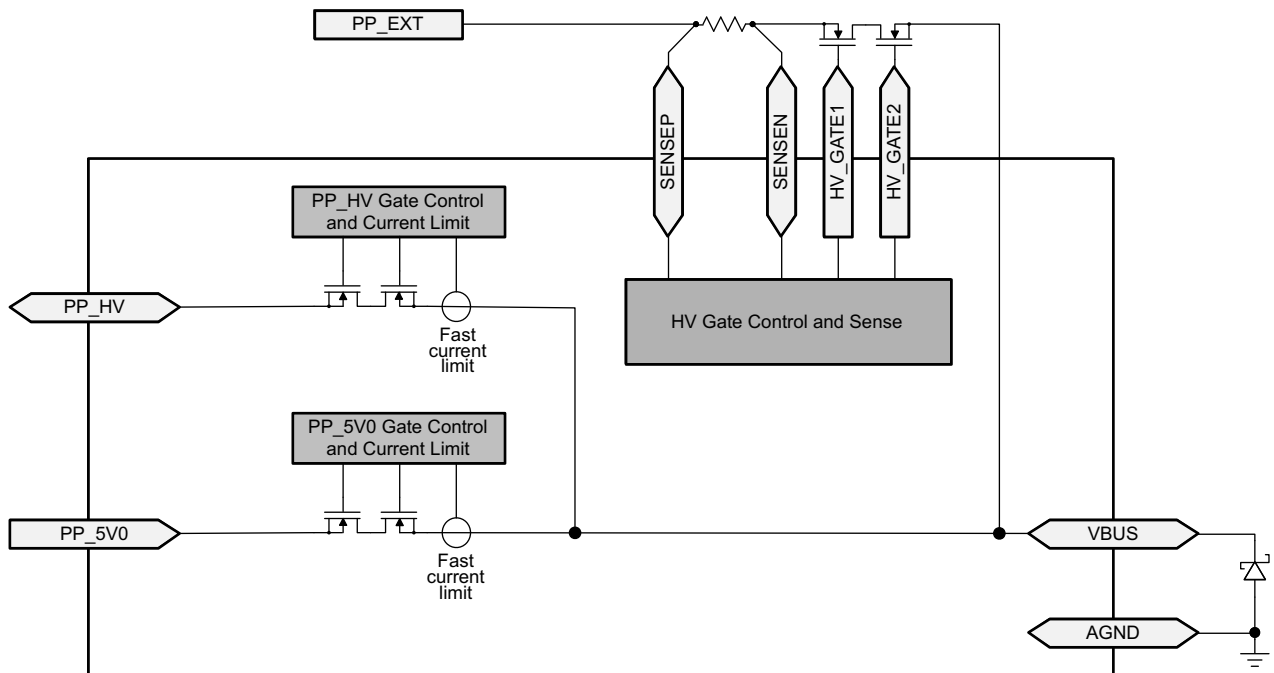 PP_EXT
SENSEP
SENSEN
HV_GATE1
HV_GATE2
PP_HV Gate Control
and Current Limit
PP_HV
Fast
current
limit
HV Gate Control and Sense
PP_5V0 Gate Control
and Current Limit
PP_5V0
Fast
current
limit
VBUS
AGND